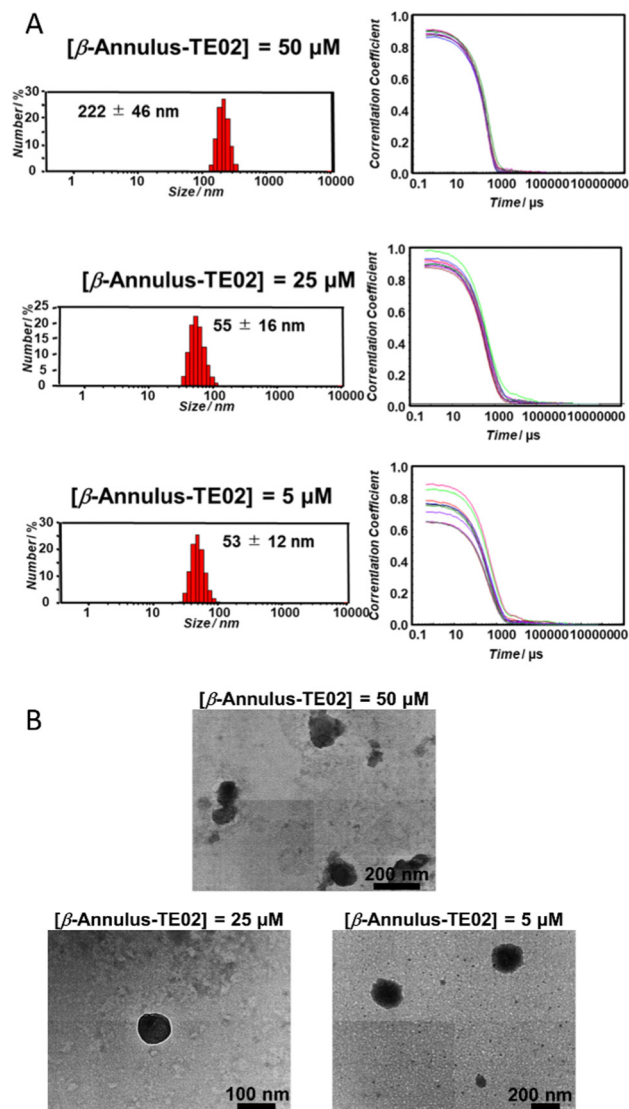 A
[β-Annulus-TE02] = 50 μM
Number/ %
30
20
10
0
222 ± 46 nm
1 10 100 1000 10000
Size/ nm
Correntlation Coefficient
1.0
0.8
0.6
0.4
0.2
0.0
0.1 10 1000 100000 10000000
Time/ μs
[β-Annulus-TE02] = 25 μM
Number/ %
25
20
15
10
5
0
55 ± 16 nm
1 10 100 1000 10000
Size/ nm
Correntlation Coefficient
1.0
0.8
0.6
0.4
0.2
0.0
0.1 10 1000 100000 10000000
Time/ μs
[β-Annulus-TE02] = 5 μM
Number/ %
30
20
10
0
53 ± 12 nm
1 10 100 1000 10000
Size/ nm
Correntlation Coefficient
1.0
0.8
0.6
0.4
0.2
0.0
0.1 10 1000 100000 10000000
Time/ μs
B
[β-Annulus-TE02] = 50 μM
200 nm
[β-Annulus-TE02] = 25 μM
100 nm
[β-Annulus-TE02] = 5 μM
200 nm